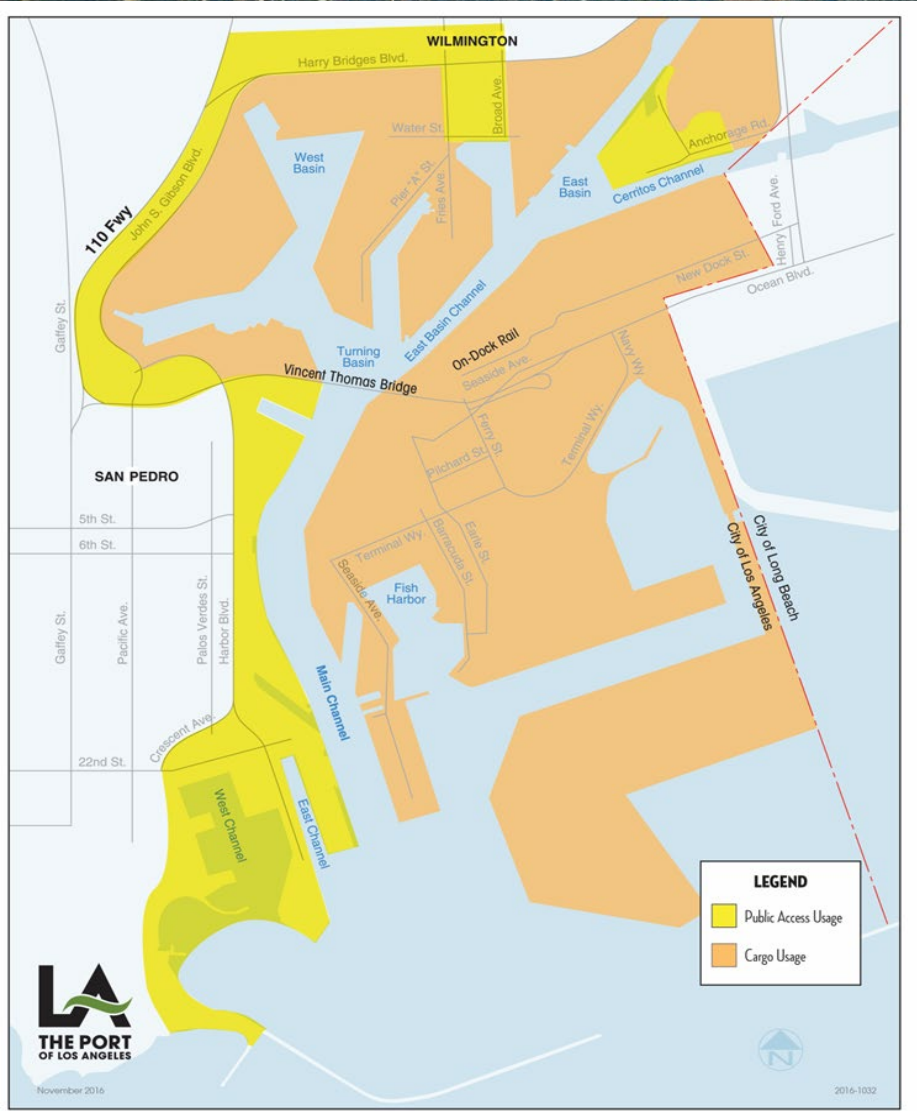 WILMINGTON
Harry Bridges Blvd.
Broad Ave.
Water St.
Anchorage Rd.
West
Basin
Pier "A" St.
Fries Ave.
East
Basin
Cerritos Channel
John S. Gibson Blvd.
110 Fwy
Henry Ford Ave.
New Dock St.
Ocean Blvd.
Gaffey St.
East Basin Channel
On-Dock Rail
Turning
Basin
Seaside Ave.
Navy Wy.
Vincent Thomas Bridge
Ferry St.
Terminal Wy.
Pilchard St.
SAN PEDRO
5th St.
6th St.
Terminal Wy.
Barracuda St.
Earle St.
City of Long Beach
City of Los Angeles
Seaside Ave.
Fish
Harbor
Gaffey St.
Pacific Ave.
Palos Verdes St.
Harbor Blvd.
Main Channel
Crescent Ave.
22nd St.
West Channel
East Channel
LEGEND
Public Access Usage
Cargo Usage
LA
THE PORT
OF LOS ANGELES
N
November 2016
2016-1032